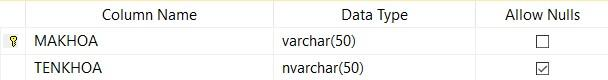 Column Name Data Type Allow Nulls
MAKHOA varchar(50)
TENKHOA nvarchar(50)